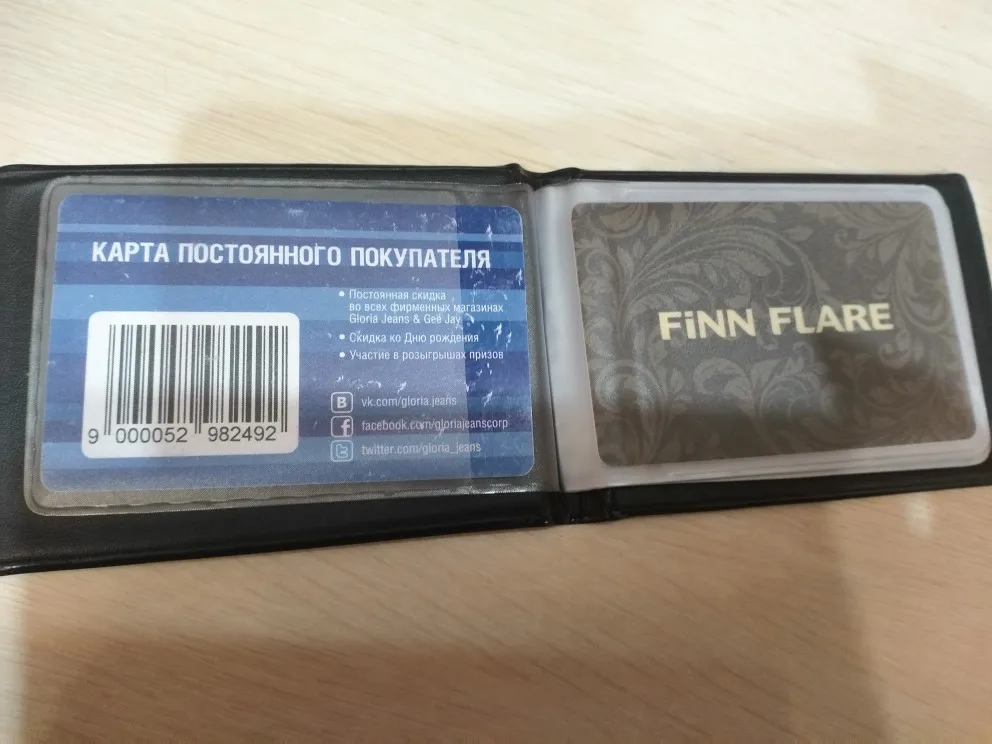 КАРТА ПОСТОЯННОГО ПОКУПАТЕЛЯ
• Постоянная скидка
во всех фирменных магазинах
Gloria Jeans & Gee Jay
• Скидка ко Дню рождения
• Участие в розыгрышах призов
B vk.com/gloria.jeans
f facebook.com/gloriajeanscorp
t twitter.com/gloria_jeans
9 000052 982492
FiNN FLARE